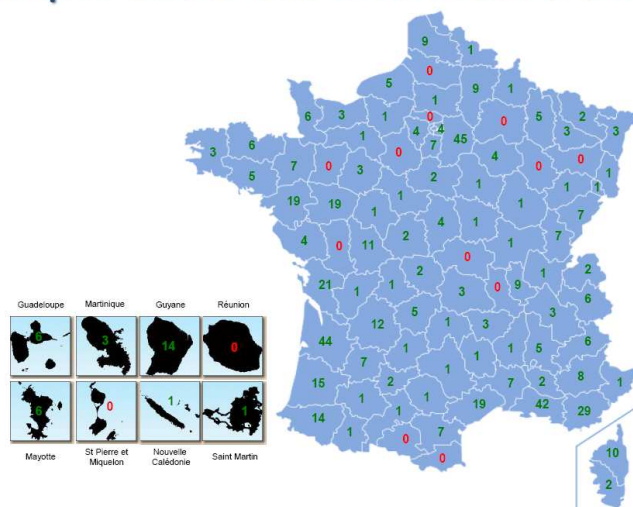 9 1
0
5 9 1
1
6 3 1 0 0 5 2
4 4 3 3
1 45
6 7
3 7 0 3 0 4 0 0
5 2 1
1 1 1
19 19 1 1
1 4 1 7
4 0 11 2 1 7
0
21 2 1 2
1 1 3 0 9
6
12 5 3
1 3
44 1 6
1 1 5
7 1
15 2 7 2 8 1
1 1 19 42
14 1 29
1 0 7
0
10
2
Guadeloupe Martinique Guyane Réunion
6 3 14 0
6 0 1 1
Mayotte St Pierre et Nouvelle Saint Martin
Miquelon Calédonie